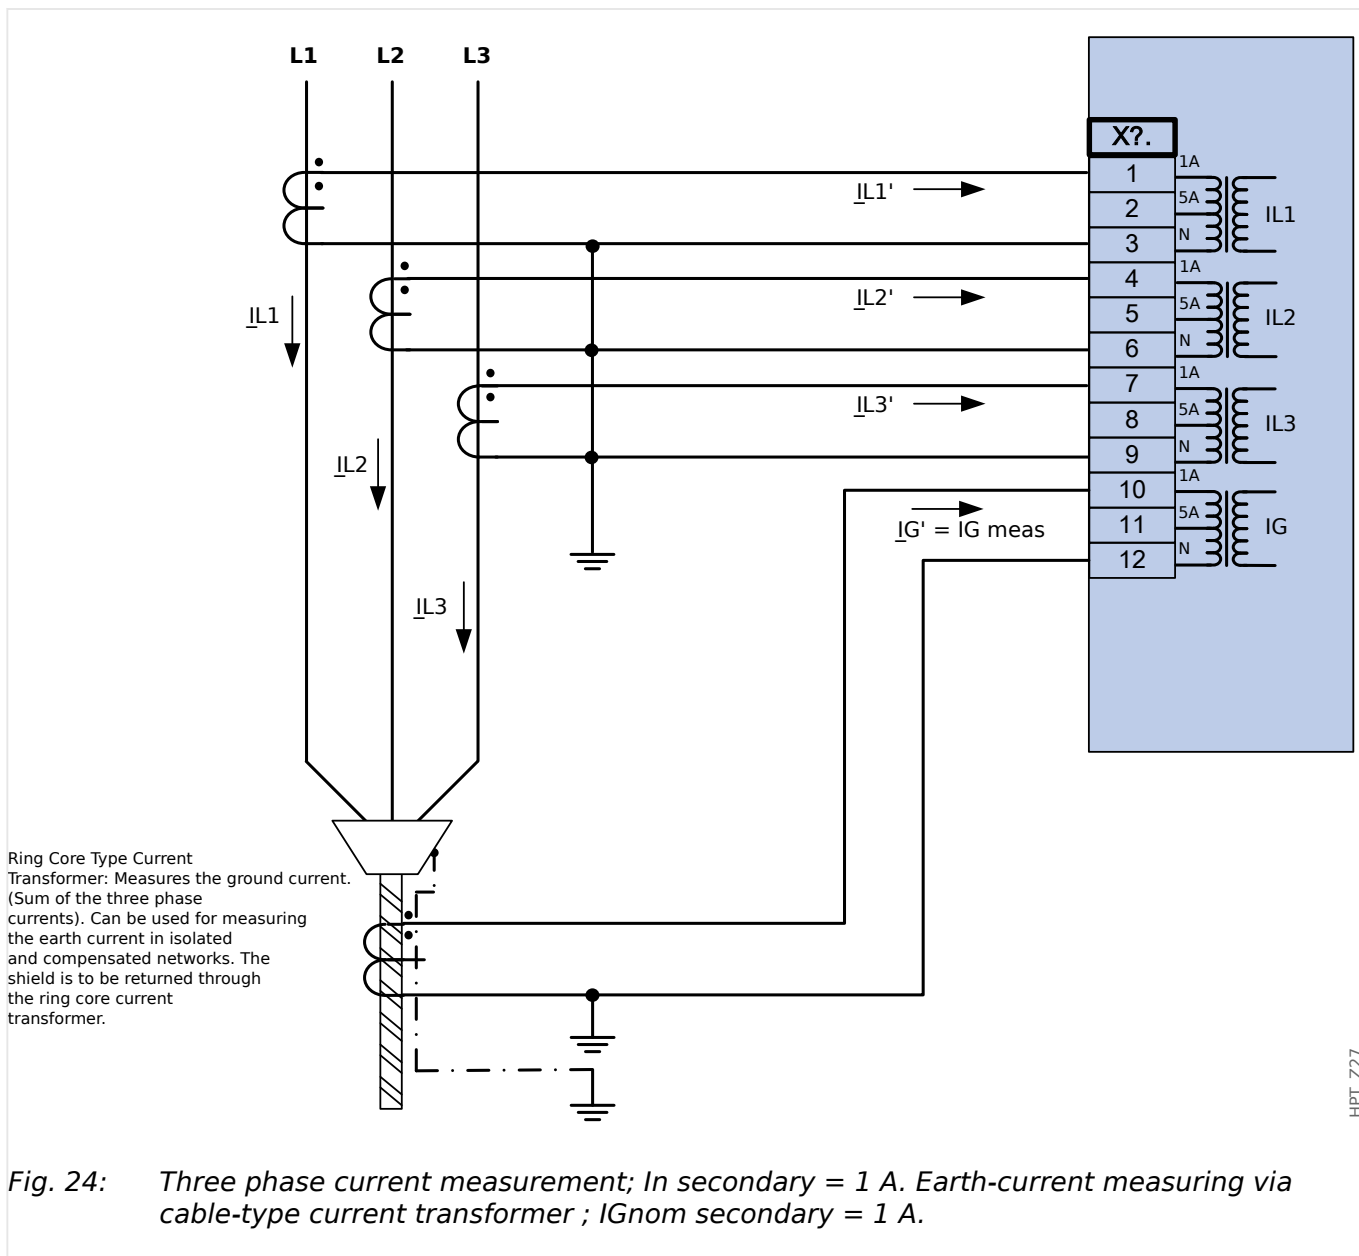 L1 L2 L3
X?.
1 1A
IL1' 
2 5A IL1
3 N
4 1A
IL2'
5 5A IL2
IL1
6 N
7 1A
IL3'
8 5A IL3
9 N
IL2
10 1A
11 5A IG
IG' = IG meas
12 N
IL3
Ring Core Type Current
Transformer: Measures the ground current.
(Sum of the three phase
currents). Can be used for measuring
the earth current in isolated
and compensated networks. The
shield is to be returned through
the ring core current
transformer.
HPT_Z27
Fig. 24: Three phase current measurement; In secondary = 1 A. Earth-current measuring via
cable-type current transformer ; IGnom secondary = 1 A.